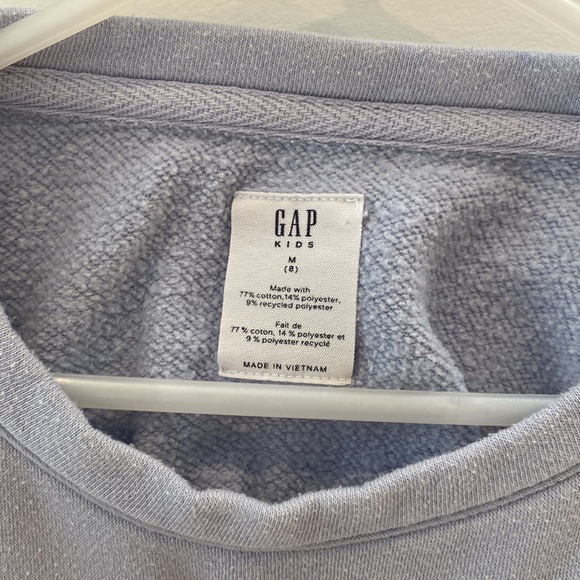 GAP
KIDS
M
(8)
Made with
77% cotton, 14% polyester,
9% recycled polyester
Fait de
77 % coton, 14 % polyester et
9 % polyester recyclé
MADE IN VIETNAM